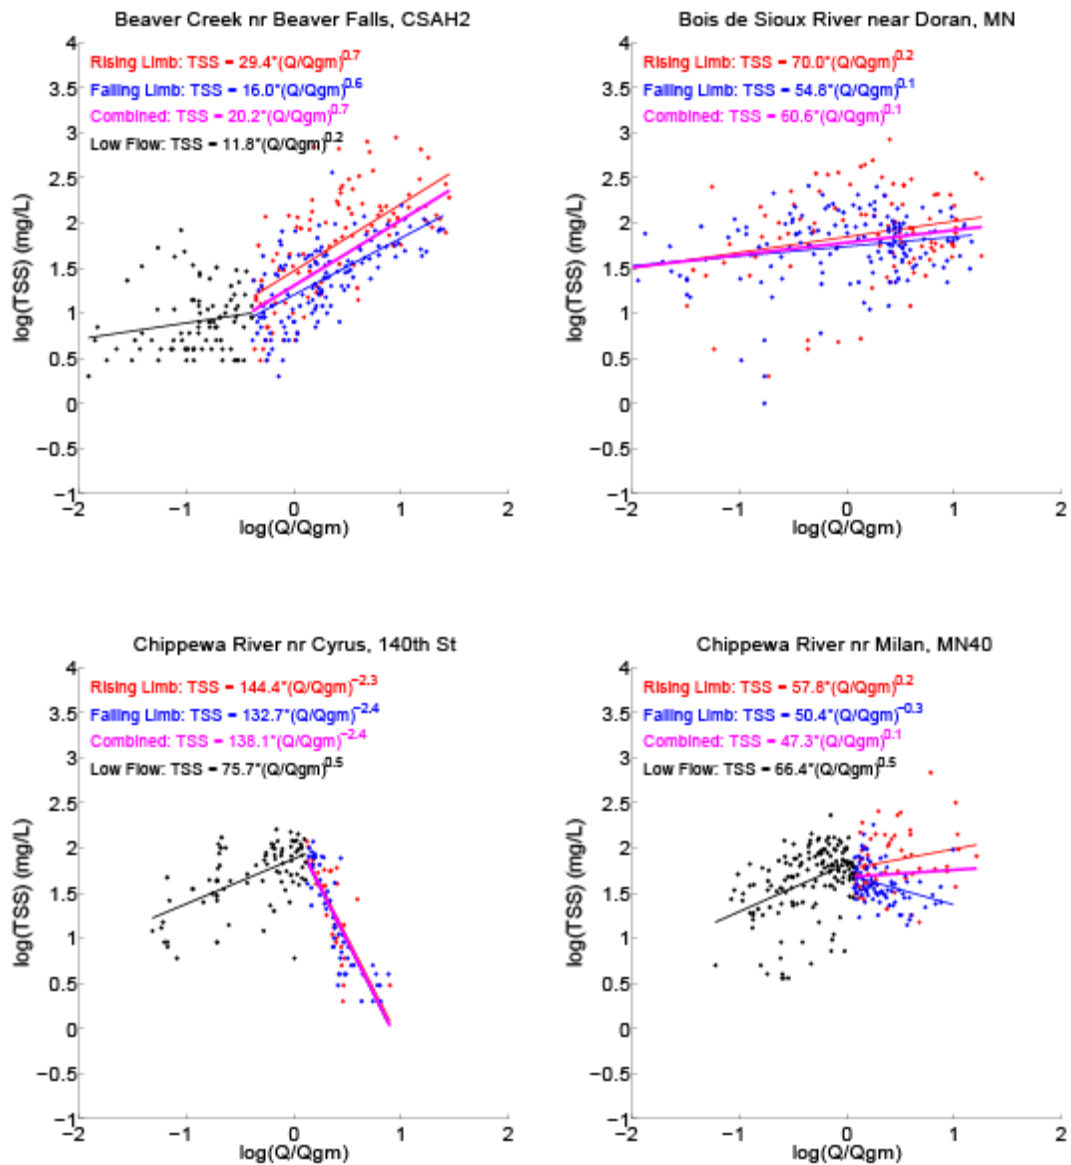 Beaver Creek nr Beaver Falls, CSAH2
Rising Limb: TSS = 29.4*(Q/Qgm)^0.7
Falling Limb: TSS = 16.0*(Q/Qgm)^0.6
Combined: TSS = 20.2*(Q/Qgm)^0.7
Low Flow: TSS = 11.8*(Q/Qgm)^0.2
log(TSS) (mg/L)
4
3.5
3
2.5
2
1.5
1
0.5
0
−0.5
−1
−2 −1 0 1 2
log(Q/Qgm)
Bois de Sioux River near Doran, MN
Rising Limb: TSS = 70.0*(Q/Qgm)^0.2
Falling Limb: TSS = 54.8*(Q/Qgm)^0.1
Combined: TSS = 60.6*(Q/Qgm)^0.1
log(TSS) (mg/L)
4
3.5
3
2.5
2
1.5
1
0.5
0
−0.5
−1
−2 −1 0 1 2
log(Q/Qgm)
Chippewa River nr Cyrus, 140th St
Rising Limb: TSS = 144.4*(Q/Qgm)^−2.3
Falling Limb: TSS = 132.7*(Q/Qgm)^−2.4
Combined: TSS = 138.1*(Q/Qgm)^−2.4
Low Flow: TSS = 75.7*(Q/Qgm)^0.5
log(TSS) (mg/L)
4
3.5
3
2.5
2
1.5
1
0.5
0
−0.5
−1
−2 −1 0 1 2
log(Q/Qgm)
Chippewa River nr Milan, MN40
Rising Limb: TSS = 57.8*(Q/Qgm)^0.2
Falling Limb: TSS = 50.4*(Q/Qgm)^−0.3
Combined: TSS = 47.3*(Q/Qgm)^0.1
Low Flow: TSS = 66.4*(Q/Qgm)^0.5
log(TSS) (mg/L)
4
3.5
3
2.5
2
1.5
1
0.5
0
−0.5
−1
−2 −1 0 1 2
log(Q/Qgm)